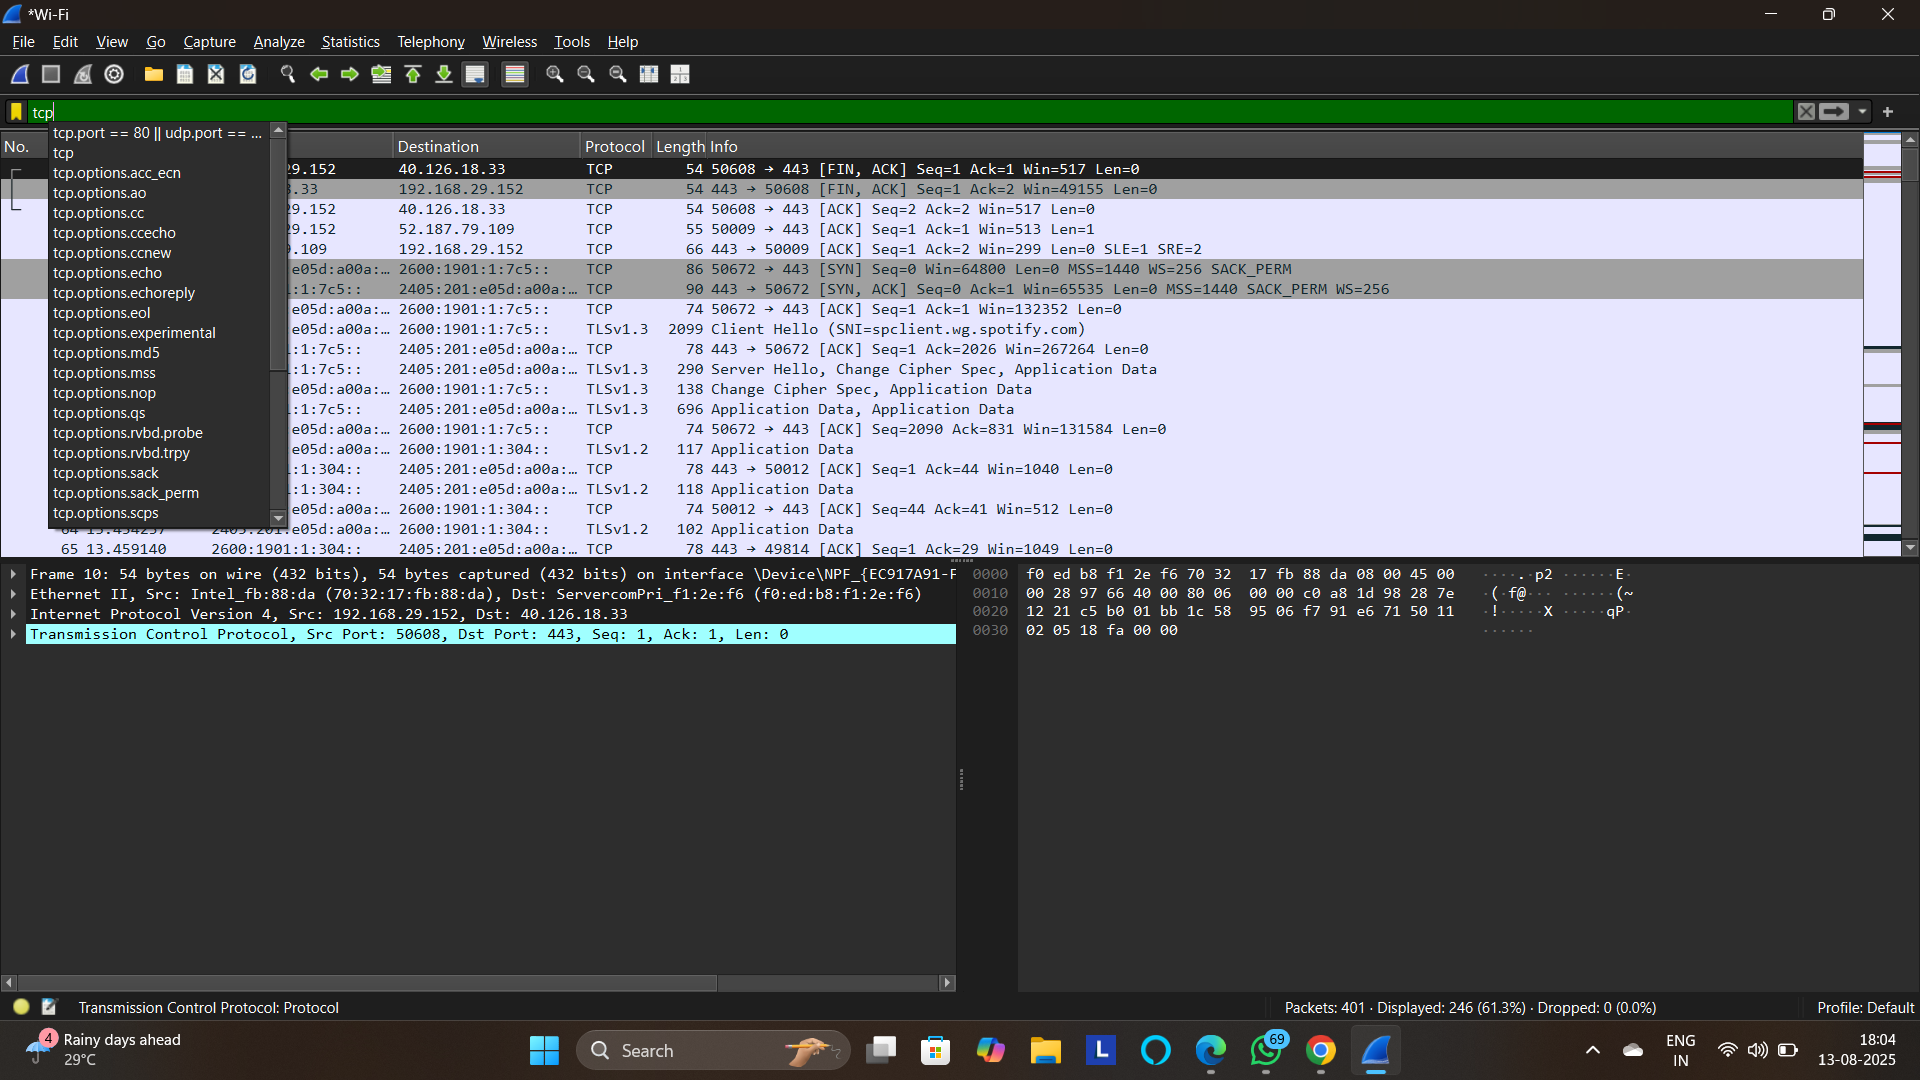 *Wi-Fi
File Edit View Go Capture Analyze Statistics Telephony Wireless Tools Help
tcp
tcp.port == 80 || udp.port == ...
tcp
tcp.options.acc_ecn
tcp.options.ao
tcp.options.cc
tcp.options.ccecho
tcp.options.ccnew
tcp.options.echo
tcp.options.echoreply
tcp.options.eol
tcp.options.experimental
tcp.options.md5
tcp.options.mss
tcp.options.nop
tcp.options.qs
tcp.options.rvbd.probe
tcp.options.rvbd.trpy
tcp.options.sack
tcp.options.sack_perm
tcp.options.scps
No. Destination Protocol Length Info
29.152 40.126.18.33 TCP 54 50608 → 443 [FIN, ACK] Seq=1 Ack=1 Win=517 Len=0
.33 192.168.29.152 TCP 54 443 → 50608 [FIN, ACK] Seq=1 Ack=2 Win=49155 Len=0
29.152 40.126.18.33 TCP 54 50608 → 443 [ACK] Seq=2 Ack=2 Win=517 Len=0
29.152 52.187.79.109 TCP 55 50009 → 443 [ACK] Seq=1 Ack=1 Win=513 Len=1
.109 192.168.29.152 TCP 66 443 → 50009 [ACK] Seq=1 Ack=2 Win=299 Len=0 SLE=1 SRE=2
:e05d:a00a:… 2600:1901:1:7c5:: TCP 86 50672 → 443 [SYN] Seq=0 Win=64800 Len=0 MSS=1440 WS=256 SACK_PERM
1:1:7c5:: 2405:201:e05d:a00a:… TCP 90 443 → 50672 [SYN, ACK] Seq=0 Ack=1 Win=65535 Len=0 MSS=1440 SACK_PERM WS=256
:e05d:a00a:… 2600:1901:1:7c5:: TCP 74 50672 → 443 [ACK] Seq=1 Ack=1 Win=132352 Len=0
:e05d:a00a:… 2600:1901:1:7c5:: TLSv1.3 2099 Client Hello (SNI=spclient.wg.spotify.com)
1:1:7c5:: 2405:201:e05d:a00a:… TCP 78 443 → 50672 [ACK] Seq=1 Ack=2026 Win=267264 Len=0
1:1:7c5:: 2405:201:e05d:a00a:… TLSv1.3 290 Server Hello, Change Cipher Spec, Application Data
:e05d:a00a:… 2600:1901:1:7c5:: TLSv1.3 138 Change Cipher Spec, Application Data
1:1:7c5:: 2405:201:e05d:a00a:… TLSv1.3 696 Application Data, Application Data
:e05d:a00a:… 2600:1901:1:7c5:: TCP 74 50672 → 443 [ACK] Seq=2090 Ack=831 Win=131584 Len=0
:e05d:a00a:… 2600:1901:1:304:: TLSv1.2 117 Application Data
1:1:304:: 2405:201:e05d:a00a:… TCP 78 443 → 50012 [ACK] Seq=1 Ack=44 Win=1040 Len=0
1:1:304:: 2405:201:e05d:a00a:… TLSv1.2 118 Application Data
:e05d:a00a:… 2600:1901:1:304:: TCP 74 50012 → 443 [ACK] Seq=44 Ack=41 Win=512 Len=0
64 13.454257 2405:201:e05d:a00a:… 2600:1901:1:304:: TLSv1.2 102 Application Data
65 13.459140 2600:1901:1:304:: 2405:201:e05d:a00a:… TCP 78 443 → 49814 [ACK] Seq=1 Ack=29 Win=1049 Len=0
Frame 10: 54 bytes on wire (432 bits), 54 bytes captured (432 bits) on interface \Device\NPF_{EC917A91-F
Ethernet II, Src: Intel_fb:88:da (70:32:17:fb:88:da), Dst: ServercomPri_f1:2e:f6 (f0:ed:b8:f1:2e:f6)
Internet Protocol Version 4, Src: 192.168.29.152, Dst: 40.126.18.33
Transmission Control Protocol, Src Port: 50608, Dst Port: 443, Seq: 1, Ack: 1, Len: 0
0000 f0 ed b8 f1 2e f6 70 32 17 fb 88 da 08 00 45 00 ····.·p2 ······E·
0010 00 28 97 66 40 00 80 06 00 00 c0 a8 1d 98 28 7e ·(·f@··· ······(~
0020 12 21 c5 b0 01 bb 1c 58 95 06 f7 91 e6 71 50 11 ·!·····X ·····qP·
0030 02 05 18 fa 00 00 ······
Transmission Control Protocol: Protocol
Packets: 401 · Displayed: 246 (61.3%) · Dropped: 0 (0.0%)
Profile: Default
4
Rainy days ahead
29°C
Search
L
69
ENG
IN
18:04
13-08-2025